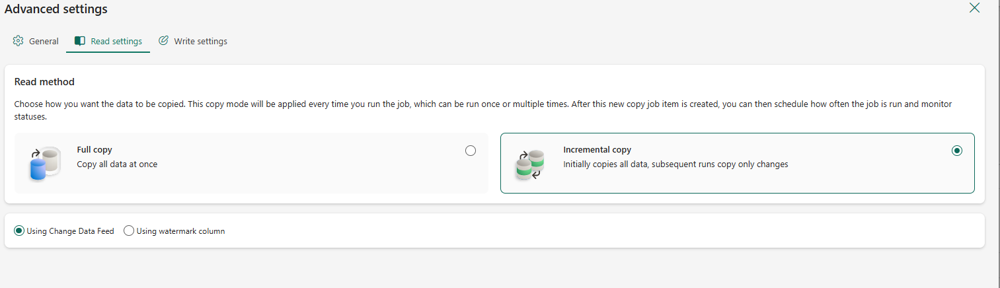 Advanced settings
General
Read settings
Write settings
Read method
Choose how you want the data to be copied. This copy mode will be applied every time you run the job, which can be run once or multiple times. After this new copy job item is created, you can then schedule how often the job is run and monitor
statuses.
Full copy
Copy all data at once
Incremental copy
Initially copies all data, subsequent runs copy only changes
Using Change Data Feed
Using watermark column